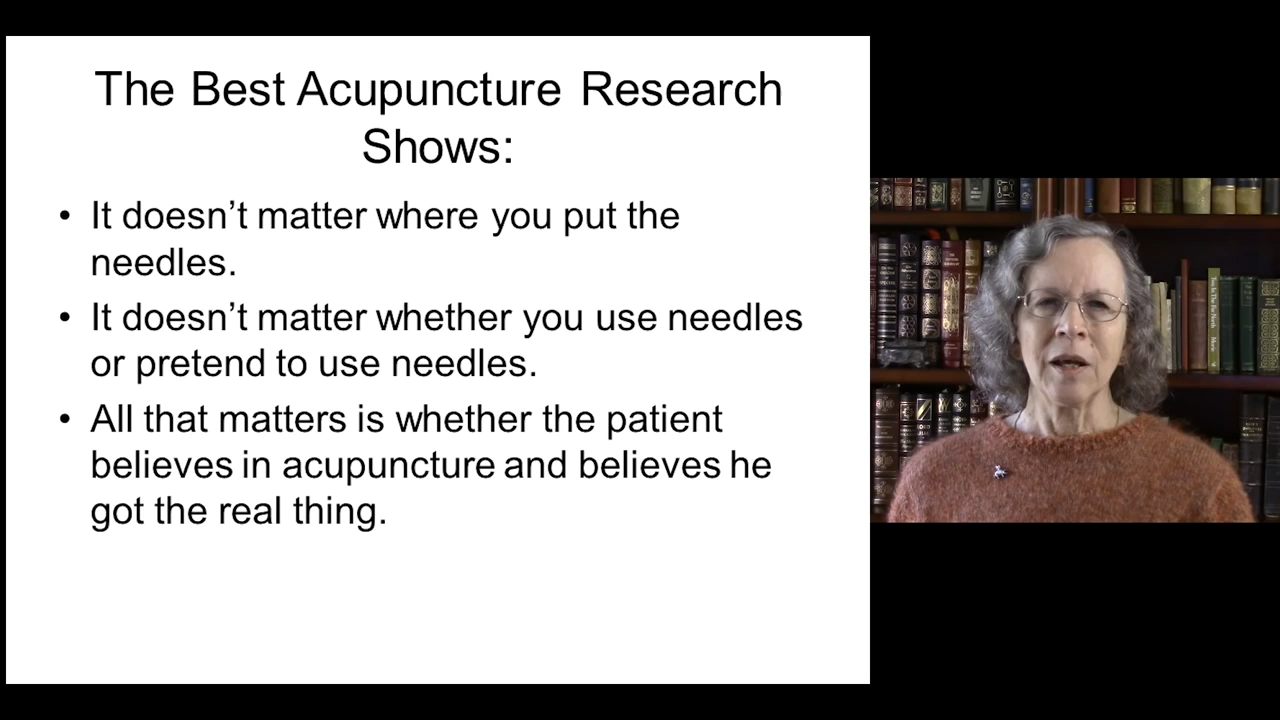 The Best Acupuncture Research
Shows:
• It doesn’t matter where you put the
needles.
• It doesn’t matter whether you use needles
or pretend to use needles.
• All that matters is whether the patient
believes in acupuncture and believes he
got the real thing.